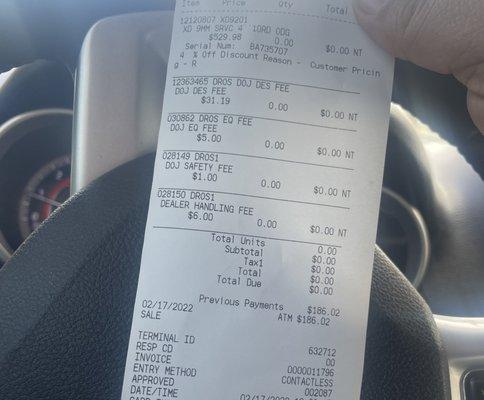 Item Price Qty Total
12120807 XD9201
XD 9MM SRVC 4 10RD ODG
$529.98 0.00 $0.00 NT
Serial Num: BA735707
4 % Off Discount Reason - Customer Pricin
g - R
12363465 DROS DOJ DES FEE
DOJ DES FEE
$31.19 0.00 $0.00 NT
030862 DROS EQ FEE
DOJ EQ FEE
$5.00 0.00 $0.00 NT
028149 DROS1
DOJ SAFETY FEE
$1.00 0.00 $0.00 NT
028150 DROS1
DEALER HANDLING FEE
$6.00 0.00 $0.00 NT
Total Units 0.00
Subtotal $0.00
Tax1 $0.00
Total $0.00
Total Due $0.00
Previous Payments $186.02
02/17/2022 ATM $186.02
SALE
TERMINAL ID 632712
RESP CD 00
INVOICE 0000011796
ENTRY METHOD CONTACTLESS
APPROVED 002087
DATE/TIME 02/17/2022